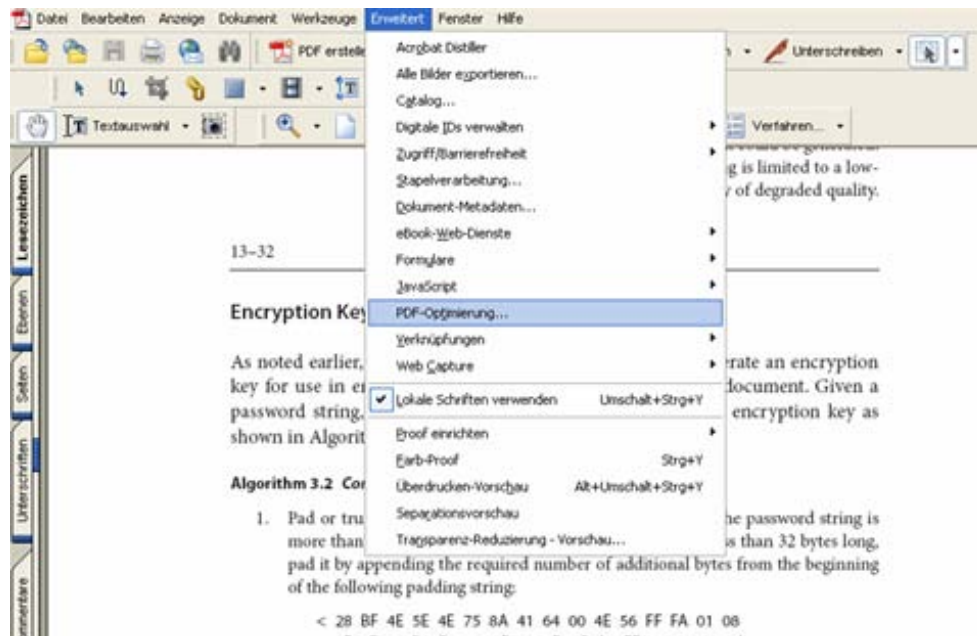 Datei Bearbeiten Anzeige Dokument Werkzeuge Erweitert Fenster Hilfe
PDF erstelle
Unterschreiben
Textauswahl
Verfahren...
Acrobat Distiller
Alle Bilder exportieren...
Catalog...
Digitale IDs verwalten
Zugriff/Barrierefreiheit
Stapelverarbeitung...
Dokument-Metadaten...
eBook-Web-Dienste
Formulare
JavaScript
PDF-Optimierung...
Verknüpfungen
Web Capture
Lokale Schriften verwenden Umschalt+Strg+Y
Proof einrichten
Farb-Proof Strg+Y
Überdrucken-Vorschau Alt+Umschalt+Strg+Y
Separationsvorschau
Transparenz-Reduzierung - Vorschau...
Lesezeichen
Ebenen
Seiten
Unterschriften
mmentare
g is limited to a low-
of degraded quality.
13–32
Encryption Key
As noted earlier, erate an encryption
key for use in en document. Given a
password string, encryption key as
shown in Algorit
Algorithm 3.2 Co
1. Pad or tru he password string is
more than s than 32 bytes long,
pad it by appending the required number of additional bytes from the beginning
of the following padding string:
< 28 BF 4E 5E 4E 75 8A 41 64 00 4E 56 FF FA 01 08